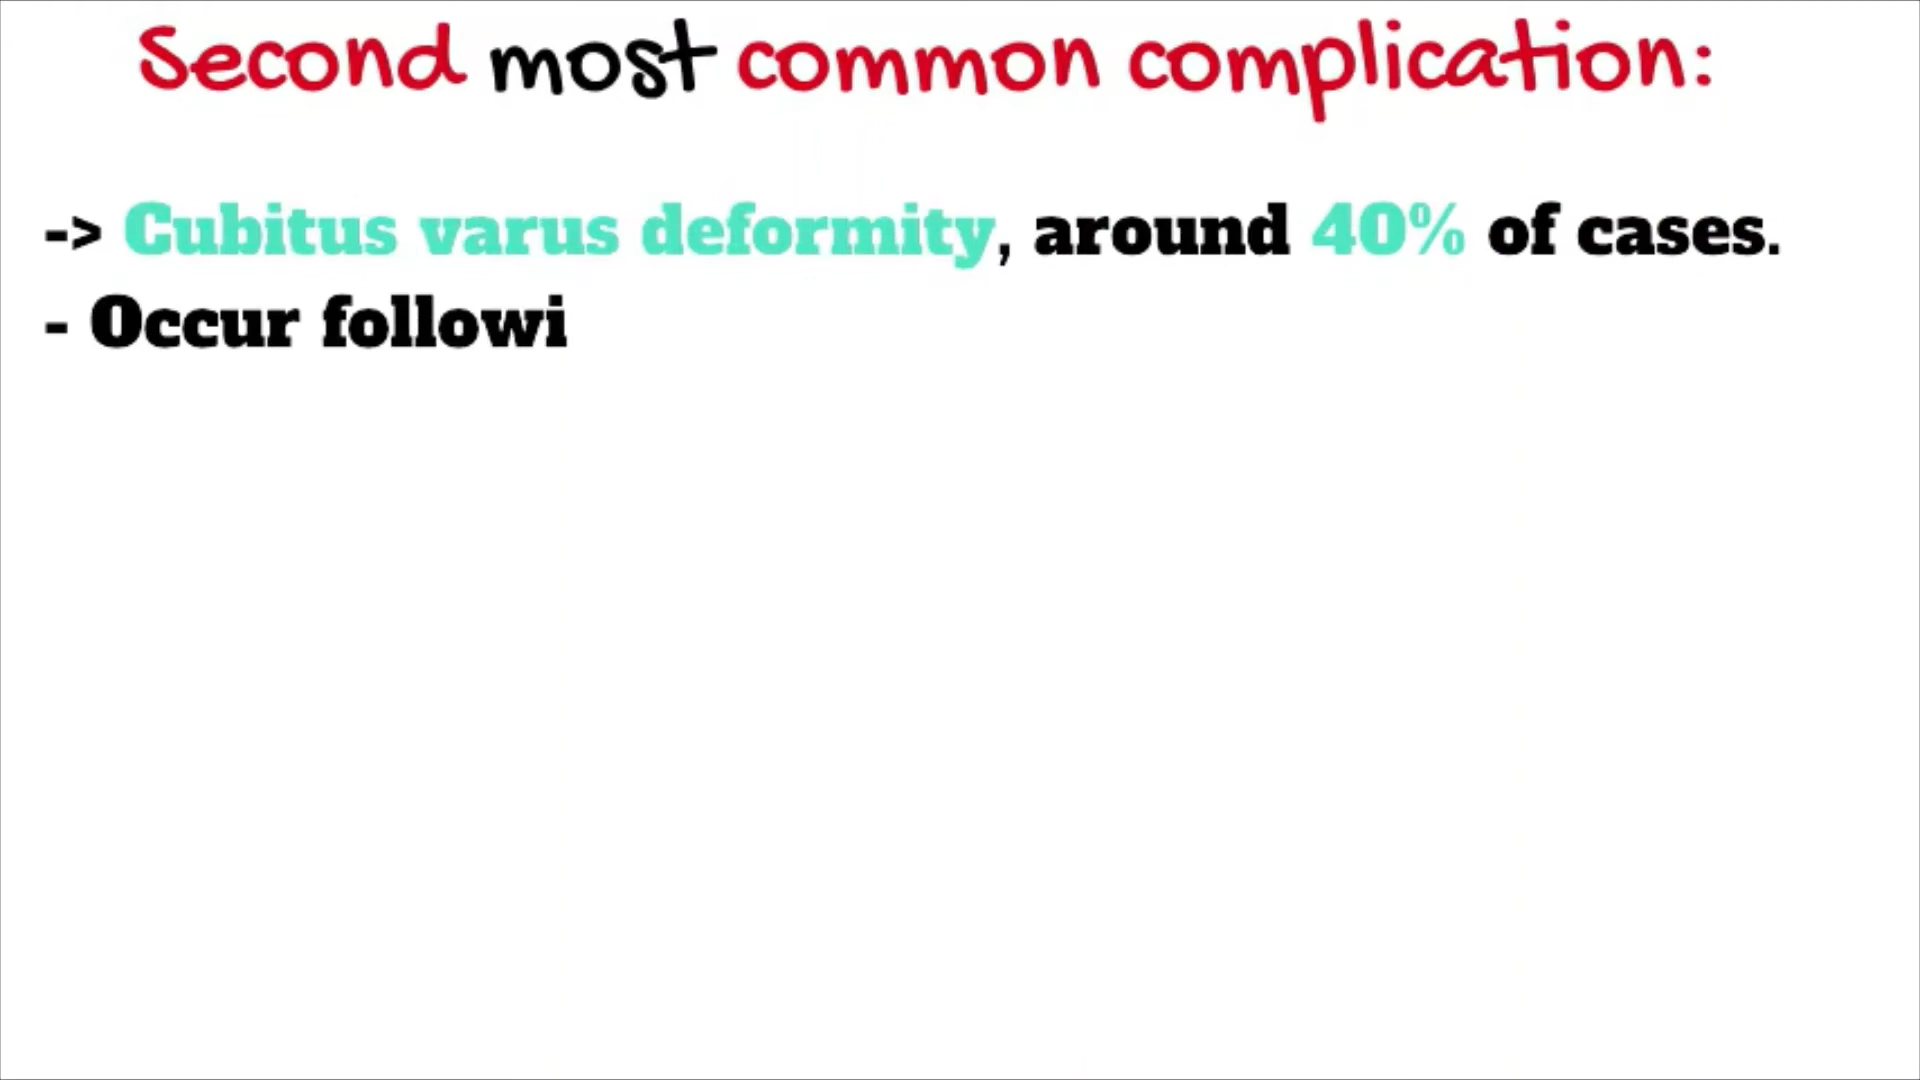 Second most common complication:
-> Cubitus varus deformity, around 40% of cases.
- Occur followi